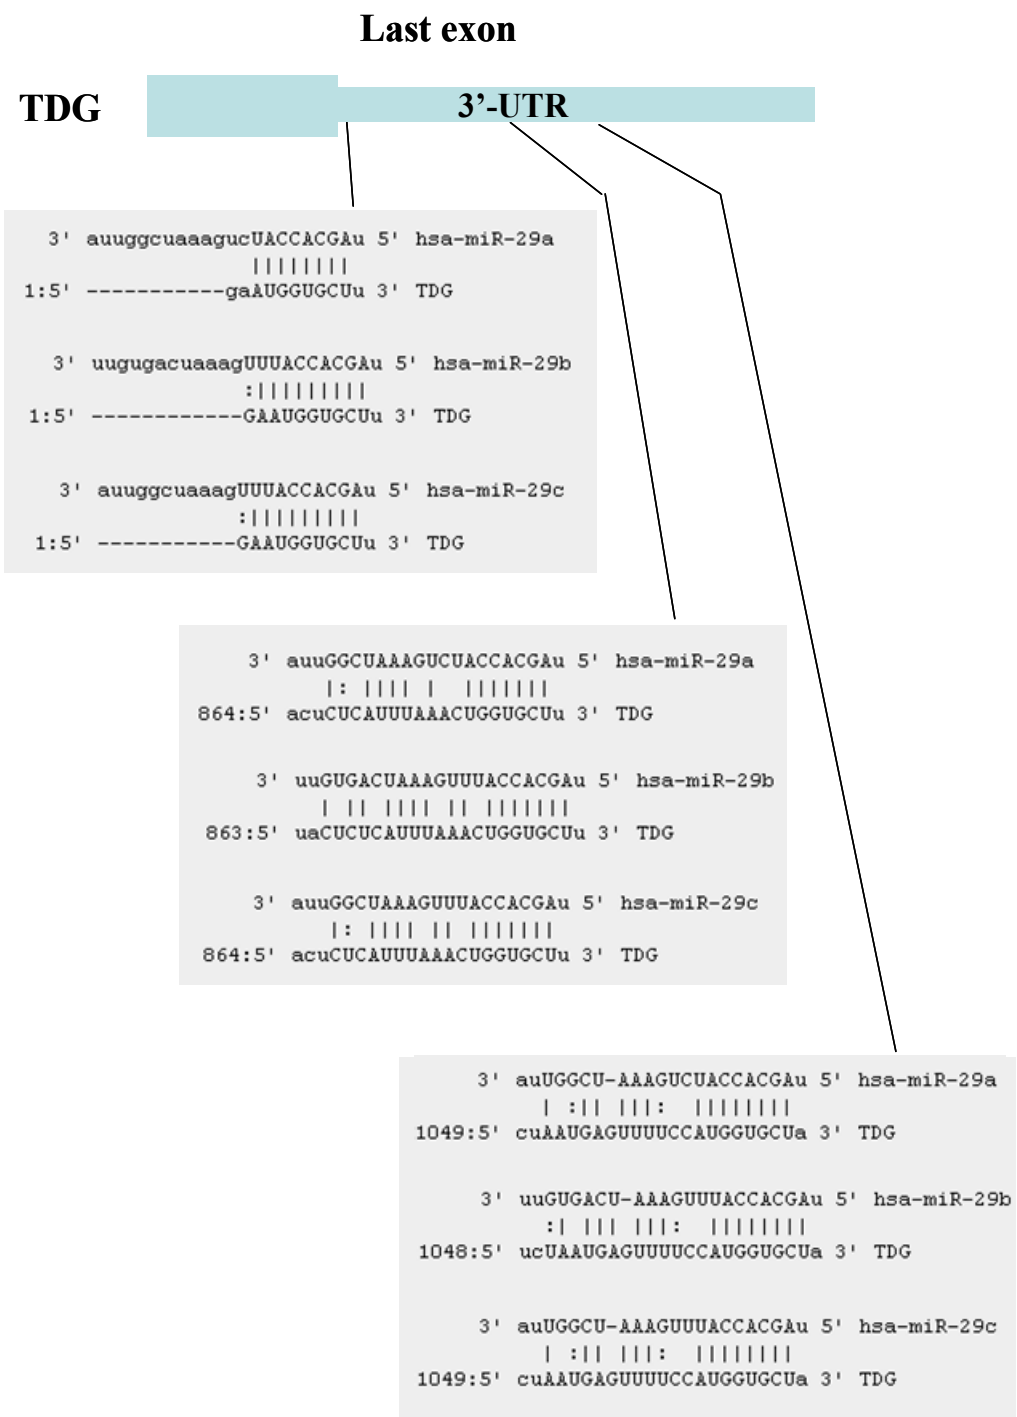 Last exon
TDG
3’-UTR
3' auuggcuaaagucUACCACGAu 5' hsa-miR-29a
||||||||
1:5' -----------gaAUGGUGCUu 3' TDG
3' uugugacuaaagUUUACCACGAu 5' hsa-miR-29b
:|||||||||
1:5' ------------GAAUGGUGCUu 3' TDG
3' auuggcuaaagUUUACCACGAu 5' hsa-miR-29c
:|||||||||
1:5' -----------GAAUGGUGCUu 3' TDG
3' auuGGCUAAAGUCUACCACGAu 5' hsa-miR-29a
|: |||| |  |||||||
864:5' acuCUCAUUUAAACUGGUGCUu 3' TDG
3' uuGUGACUAAAGUUUACCACGAu 5' hsa-miR-29b
| || |||| || |||||||
863:5' uaCUCUCAUUUAAACUGGUGCUu 3' TDG
3' auuGGCUAAAGUUUACCACGAu 5' hsa-miR-29c
|: |||| || |||||||
864:5' acuCUCAUUUAAACUGGUGCUu 3' TDG
3' auUGGCU-AAAGUCUACCACGAu 5' hsa-miR-29a
| :|| |||:  ||||||||
1049:5' cuAAUGAGUUUUCCAUGGUGCUa 3' TDG
3' uuGUGACU-AAAGUUUACCACGAu 5' hsa-miR-29b
:| ||| |||:  ||||||||
1048:5' ucUAAUGAGUUUUCCAUGGUGCUa 3' TDG
3' auUGGCU-AAAGUUUACCACGAu 5' hsa-miR-29c
| :|| |||:  ||||||||
1049:5' cuAAUGAGUUUUCCAUGGUGCUa 3' TDG